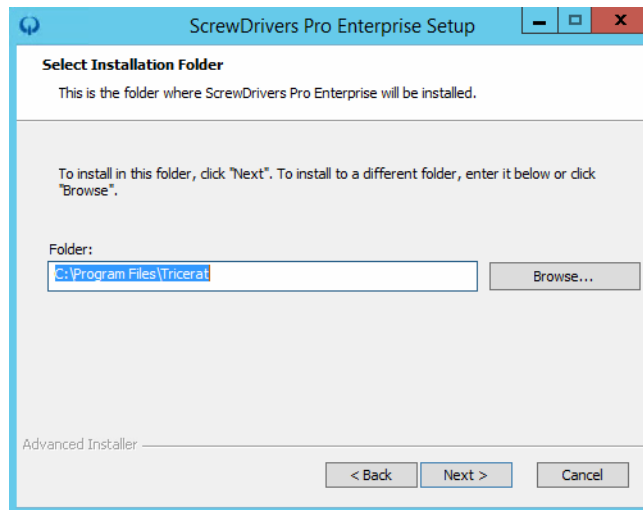 ScrewDrivers Pro Enterprise Setup
Select Installation Folder
This is the folder where ScrewDrivers Pro Enterprise will be installed.
To install in this folder, click "Next". To install to a different folder, enter it below or click
"Browse".
Folder:
C:\Program Files\Tricerat
Browse...
Advanced Installer
< Back
Next >
Cancel